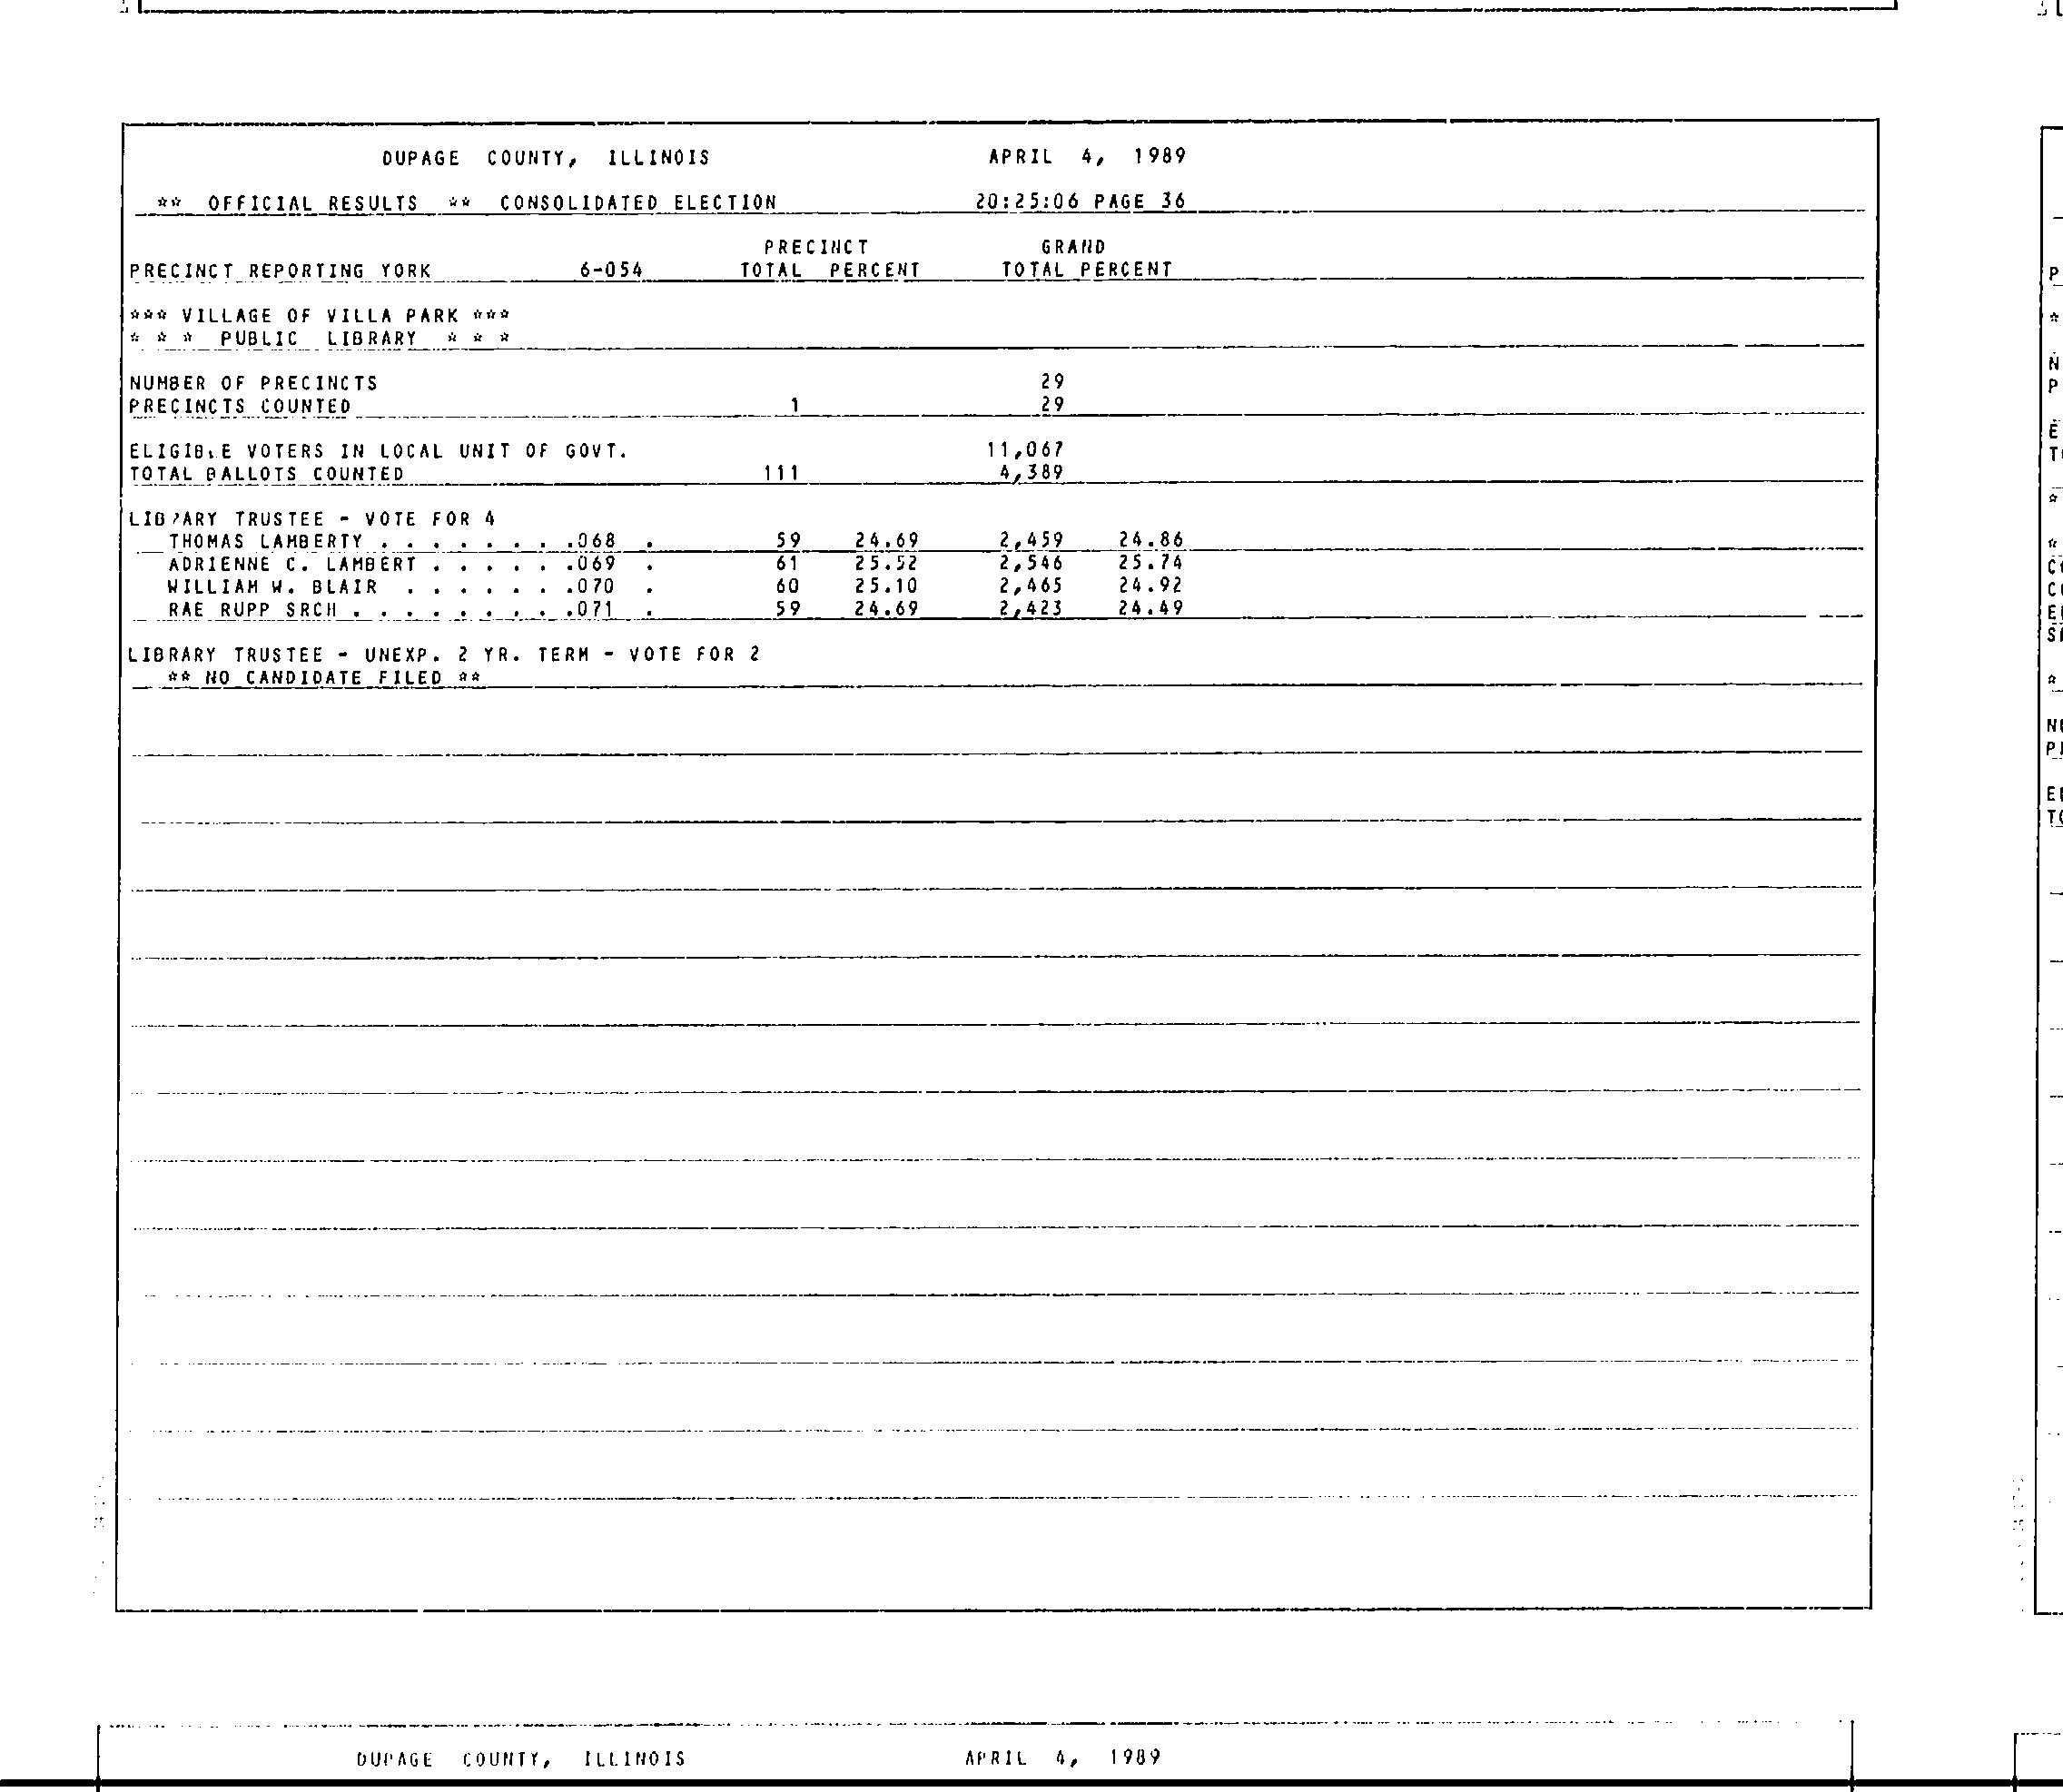 DUPAGE COUNTY, ILLINOIS APRIL 4, 1989
** OFFICIAL RESULTS ** CONSOLIDATED ELECTION 20:25:06 PAGE 36
PRECINCT GRAND
PRECINCT REPORTING YORK 6-054 TOTAL PERCENT TOTAL PERCENT
*** VILLAGE OF VILLA PARK ***
* * * PUBLIC LIBRARY * * *
NUMBER OF PRECINCTS 29
PRECINCTS COUNTED 1 29
ELIGIBLE VOTERS IN LOCAL UNIT OF GOVT. 11,067
TOTAL BALLOTS COUNTED 111 4,389
LIBRARY TRUSTEE - VOTE FOR 4
THOMAS LAMBERTY . . . . . . . .068 . 59 24.69 2,459 24.86
ADRIENNE C. LAMBERT . . . . . .069 . 61 25.52 2,546 25.74
WILLIAM W. BLAIR . . . . . . .070 . 60 25.10 2,465 24.92
RAE RUPP SRCH . . . . . . . . .071 . 59 24.69 2,423 24.49
LIBRARY TRUSTEE - UNEXP. 2 YR. TERM - VOTE FOR 2
** NO CANDIDATE FILED **
DUPAGE COUNTY, ILLINOIS APRIL 4, 1989